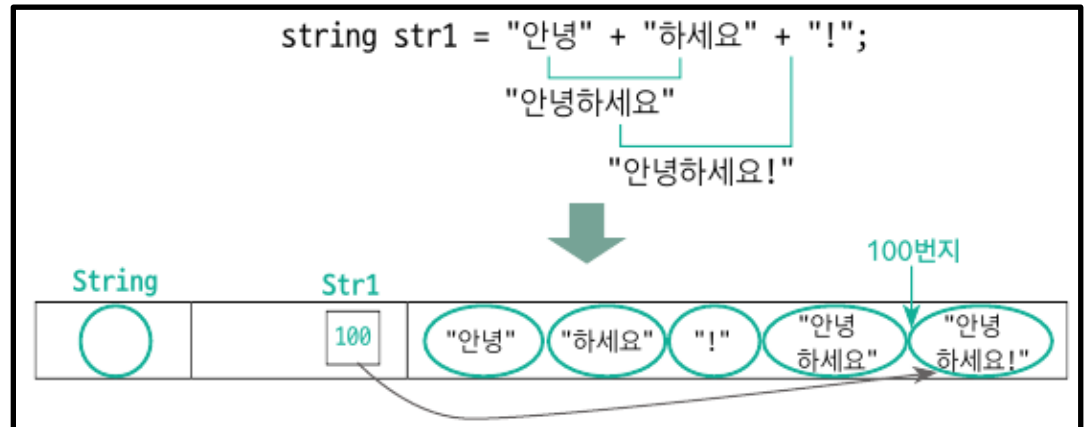 string str1 = "안녕" + "하세요" + "!";
"안녕하세요"
"안녕하세요!"
100번지
String
Str1
100
"안녕"
"하세요"
"!"
"안녕
하세요"
"안녕
하세요!"